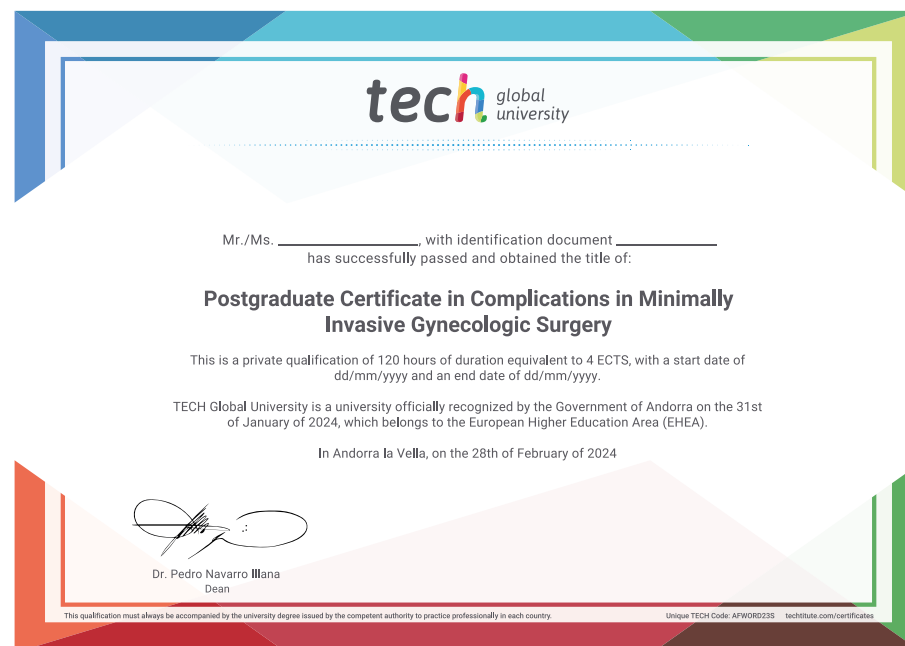 tech global university
Mr./Ms. ______________, with identification document __________
has successfully passed and obtained the title of:
Postgraduate Certificate in Complications in Minimally
Invasive Gynecologic Surgery
This is a private qualification of 120 hours of duration equivalent to 4 ECTS, with a start date of
dd/mm/yyyy and an end date of dd/mm/yyyy.
TECH Global University is a university officially recognized by the Government of Andorra on the 31st
of January of 2024, which belongs to the European Higher Education Area (EHEA).
In Andorra la Vella, on the 28th of February of 2024
Dr. Pedro Navarro Illana
Dean
This qualification must always be accompanied by the university degree issued by the competent authority to practice professionally in each country.
Unique TECH Code: AFWORD23S techtitute.com/certificates